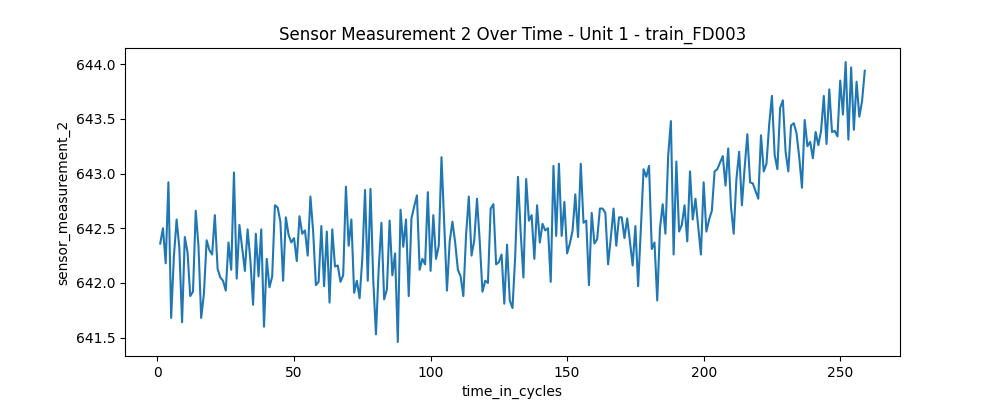 Sensor Measurement 2 Over Time - Unit 1 - train_FD003
644.0
643.5
643.0
642.5
642.0
641.5
sensor_measurement_2
0 50 100 150 200 250
time_in_cycles